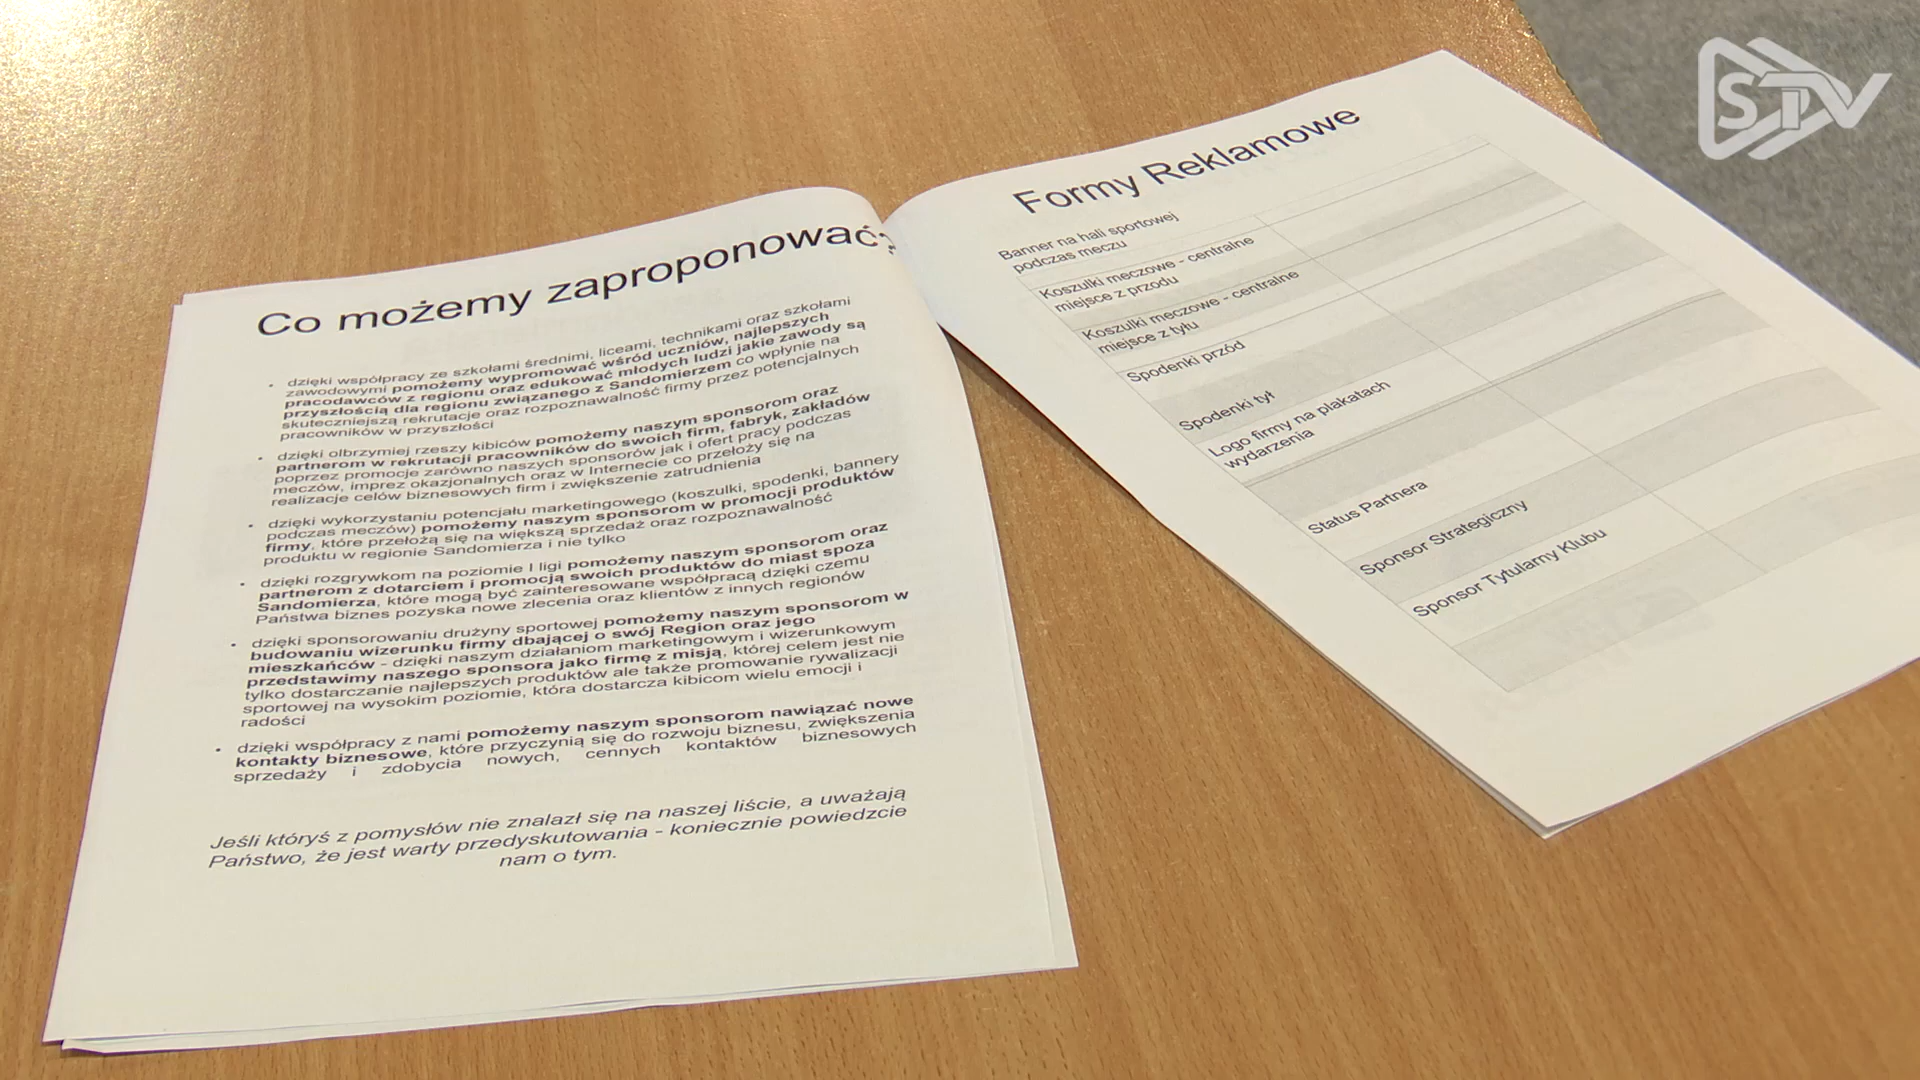 STV
Co możemy zaproponować?
• dzięki współpracy ze szkołami średnimi, liceami, technikami oraz szkołami
zawodowymi pomożemy wypromować wśród uczniów, najlepszych
pracodawców z regionu oraz edukować młodych ludzi jakie zawody są
przyszłością dla regionu związanego z Sandomierzem co wpłynie na
skuteczniejszą rekrutacje oraz rozpoznawalność firmy przez potencjalnych
pracowników w przyszłości
• dzięki olbrzymiej rzeszy kibiców pomożemy naszym sponsorom oraz
partnerom w rekrutacji pracowników do swoich firm, fabryk, zakładów
poprzez promocje zarówno naszych sponsorów jak i ofert pracy podczas
meczów, imprez okazjonalnych oraz w Internecie co przełoży się na
realizacje celów biznesowych firm i zwiększenie zatrudnienia
• dzięki wykorzystaniu potencjału marketingowego (koszulki, spodenki, bannery
podczas meczów) pomożemy naszym sponsorom w promocji produktów
firmy, które przełożą się na większą sprzedaż oraz rozpoznawalność
produktu w regionie Sandomierza i nie tylko
• dzięki rozgrywkom na poziomie I ligi pomożemy naszym sponsorom oraz
partnerom z dotarciem i promocją swoich produktów do miast spoza
Sandomierza, które mogą być zainteresowane współpracą dzięki czemu
Państwa biznes pozyska nowe zlecenia oraz klientów z innych regionów
• dzięki sponsorowaniu drużyny sportowej pomożemy naszym sponsorom w
budowaniu wizerunku firmy dbającej o swój Region oraz jego
mieszkańców - dzięki naszym działaniom marketingowym i wizerunkowym
przedstawimy naszego sponsora jako firmę z misją, której celem jest nie
tylko dostarczanie najlepszych produktów ale także promowanie rywalizacji
sportowej na wysokim poziomie, która dostarcza kibicom wielu emocji i
radości
• dzięki współpracy z nami pomożemy naszym sponsorom nawiązać nowe
kontakty biznesowe, które przyczynią się do rozwoju biznesu, zwiększenia
sprzedaży i zdobycia nowych, cennych kontaktów biznesowych
Jeśli któryś z pomysłów nie znalazł się na naszej liście, a uważają
Państwo, że jest warty przedyskutowania - koniecznie powiedzcie
nam o tym.
Formy Reklamowe
Banner na hali sportowej
podczas meczu
Koszulki meczowe - centralne
miejsce z przodu
Koszulki meczowe - centralne
miejsce z tyłu
Spodenki przód
Spodenki tył
Logo firmy na plakatach
wydarzenia
Status Partnera
Sponsor Strategiczny
Sponsor Tytularny Klubu